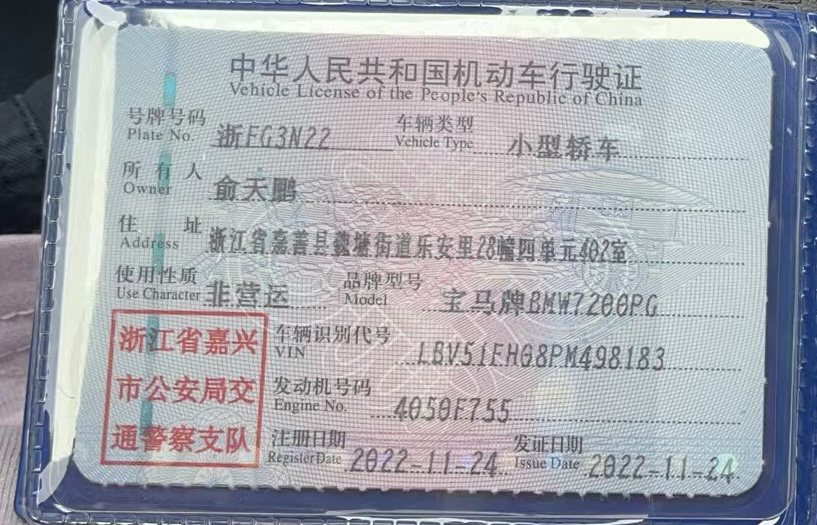 中华人民共和国机动车行驶证
Vehicle License of the People's Republic of China
号牌号码 Plate No. 浙FG3N22 车辆类型 Vehicle Type 小型轿车
所有人 Owner 俞天鹏
住址 Address 浙江省嘉善县魏塘街道乐安里28幢四单元402室
使用性质 Use Character 非营运 品牌型号 Model 宝马牌BMW7200PG
浙江省嘉兴
市公安局交
通警察支队
车辆识别代号 VIN LBV51FH08PM498183
发动机号码 Engine No. 4050F755
注册日期 Register Date 2022-11-24 发证日期 Issue Date 2022-11-24